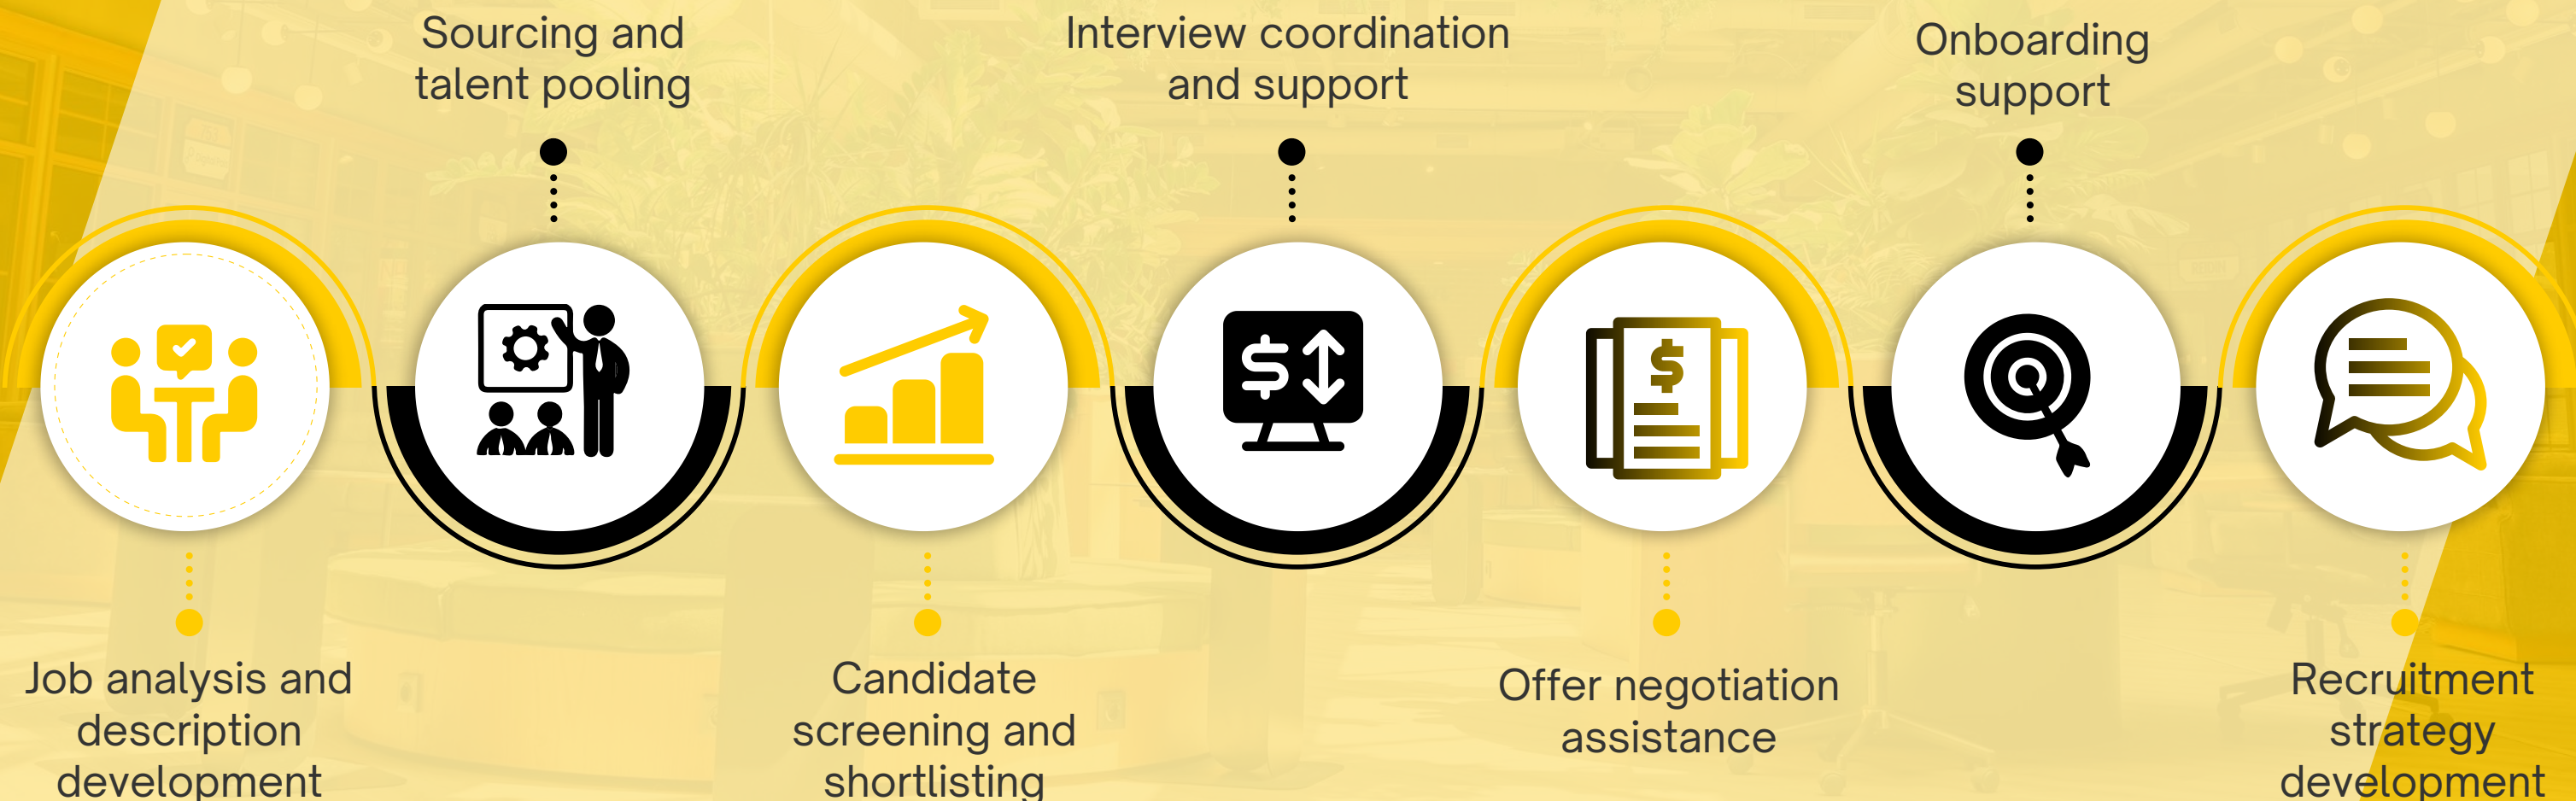 Job analysis and
description
development
Sourcing and
talent pooling
Candidate
screening and
shortlisting
Interview coordination
and support
Offer negotiation
assistance
Onboarding
support
Recruitment
strategy
development
$
$